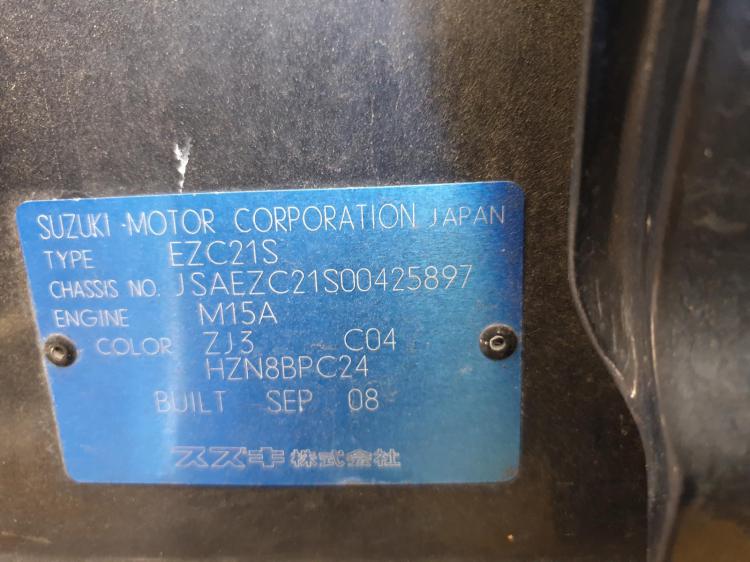 SUZUKI MOTOR CORPORATION JAPAN
TYPE EZC21S
CHASSIS NO. JSAEZC21S00425897
ENGINE M15A
COLOR ZJ3 C04
HZN8BPC24
BUILT SEP 08
スズキ株式会社